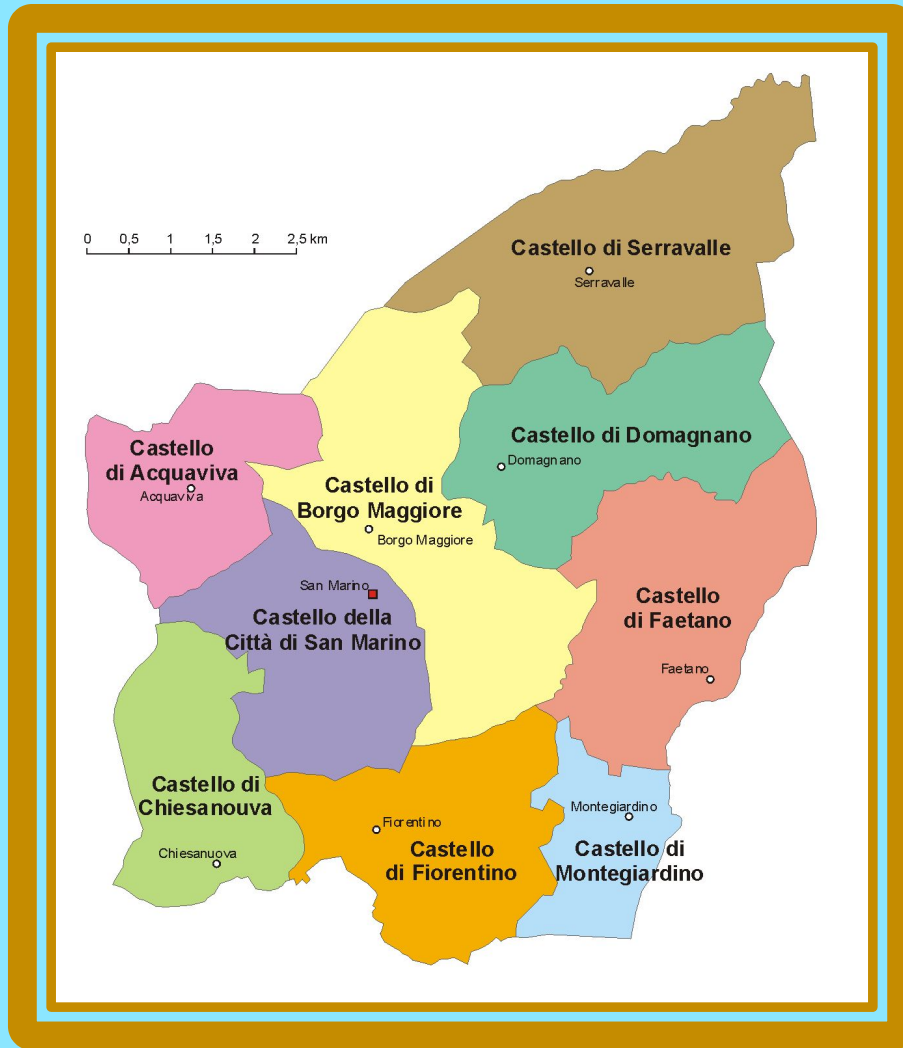 0 0,5 1 1,5 2 2,5 km
Castello di Serravalle
Serravalle
Castello di Domagnano
Domagnano
Castello
di Acquaviva
Acquaviva
Castello di
Borgo Maggiore
Borgo Maggiore
San Marino
Castello della
Città di San Marino
Castello
di Faetano
Faetano
Castello di
Chiesanouva
Chiesanuova
Fiorentino
Castello
di Fiorentino
Montegiardino
Castello di
Montegiardino